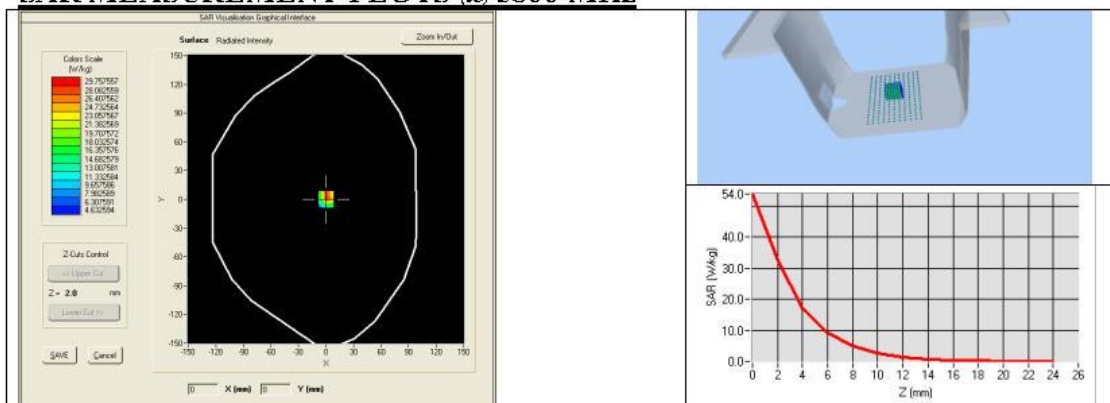 SAR MEASUREMENT PLOTS @ 5800 MHz
SAR Visualisation Graphical Interface
Surface Radiated Intensity
Zoom In/Out
Colors Scale
(W/kg)
29.757557
28.082559
26.407562
24.732564
23.057567
21.382569
19.707572
18.032574
16.357576
14.682579
13.007581
11.332584
9.657586
7.982589
6.307591
4.632594
Z-Cuts Control
<< Upper Cut
Z = 2.0 mm
Lower Cut >>
SAVE Cancel
150-
120-
90-
60-
30-
0-
-30-
-60-
-90-
-120-
-150-
Y
-150 -120 -90 -60 -30 0 30 60 90 120 150
X
0 X (mm) 0 Y (mm)
54.0-
40.0-
30.0-
20.0-
10.0-
0.0-
SAR (W/kg)
0 2 4 6 8 10 12 14 16 18 20 22 24 26
Z (mm)